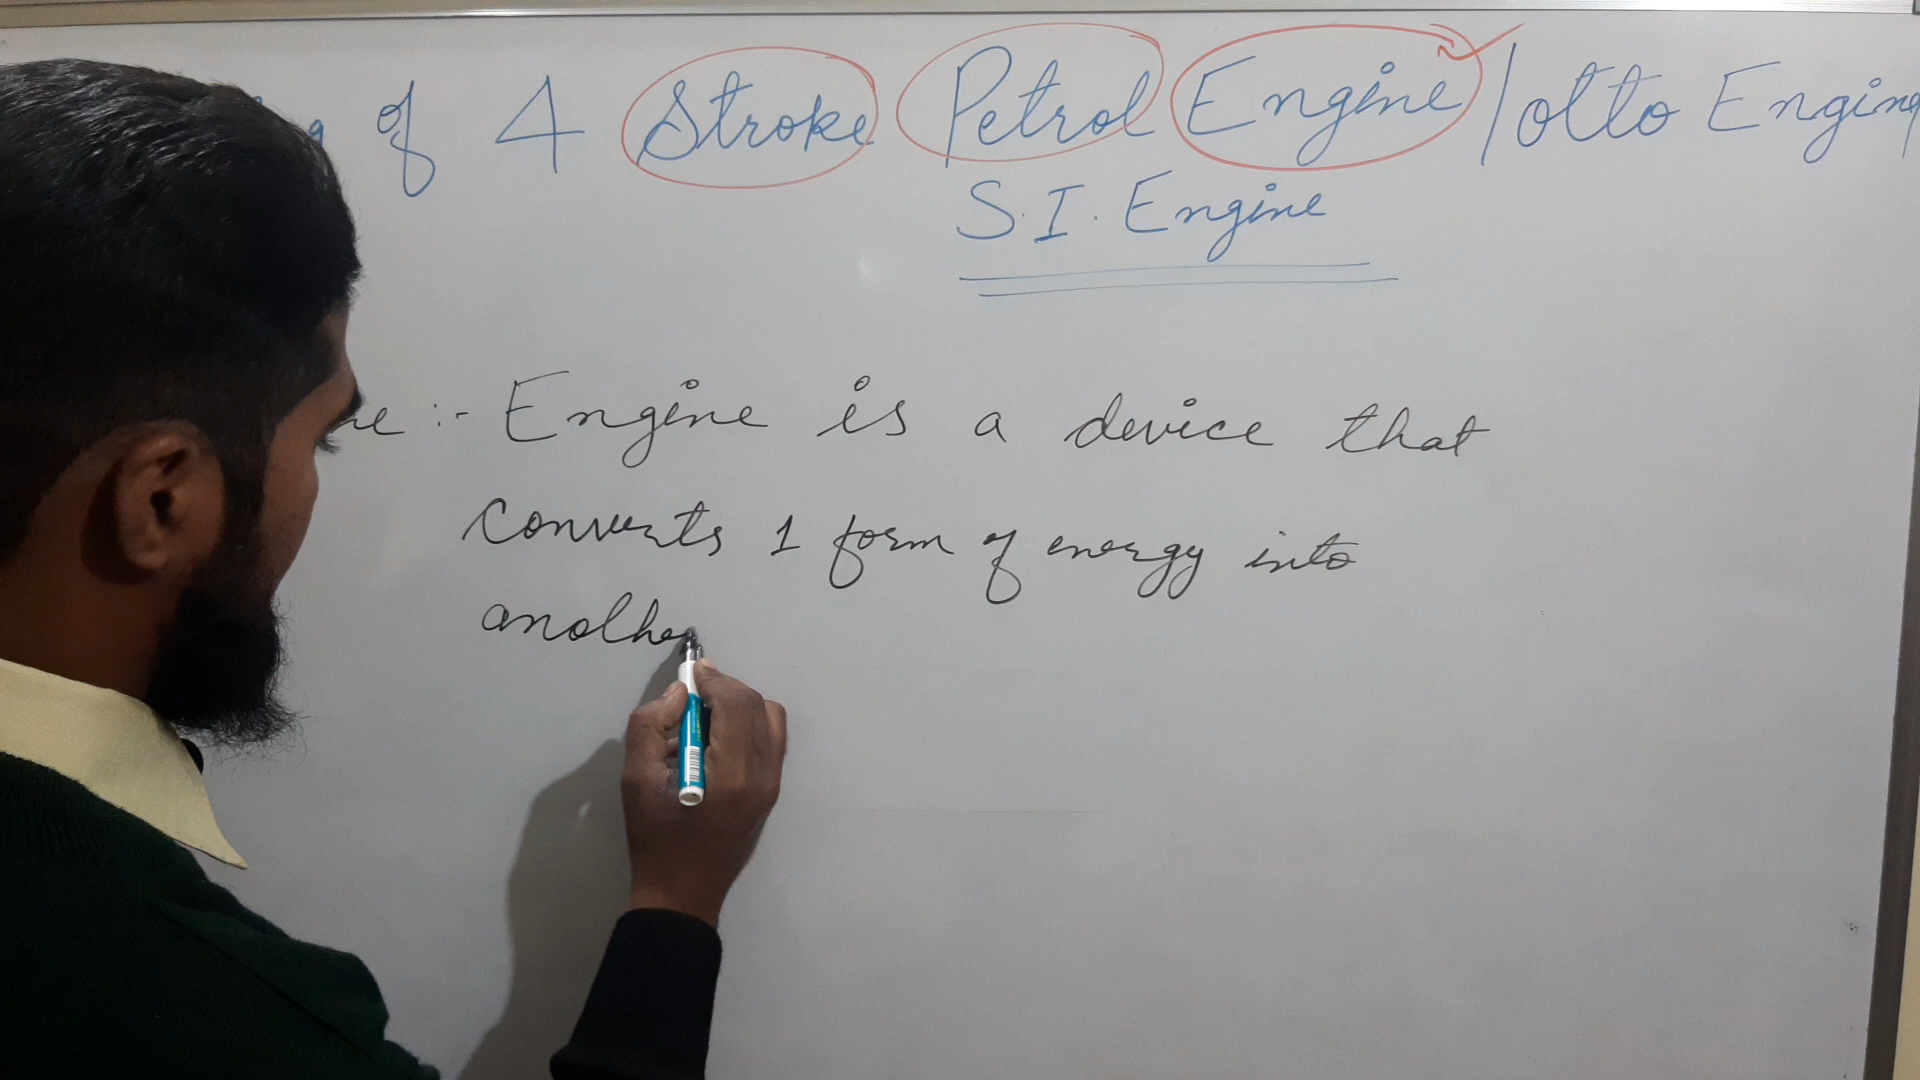 of 4 Stroke Petrol Engine / otto Engine
S.I. Engine
ne :- Engine is a device that
converts 1 form of energy into
another